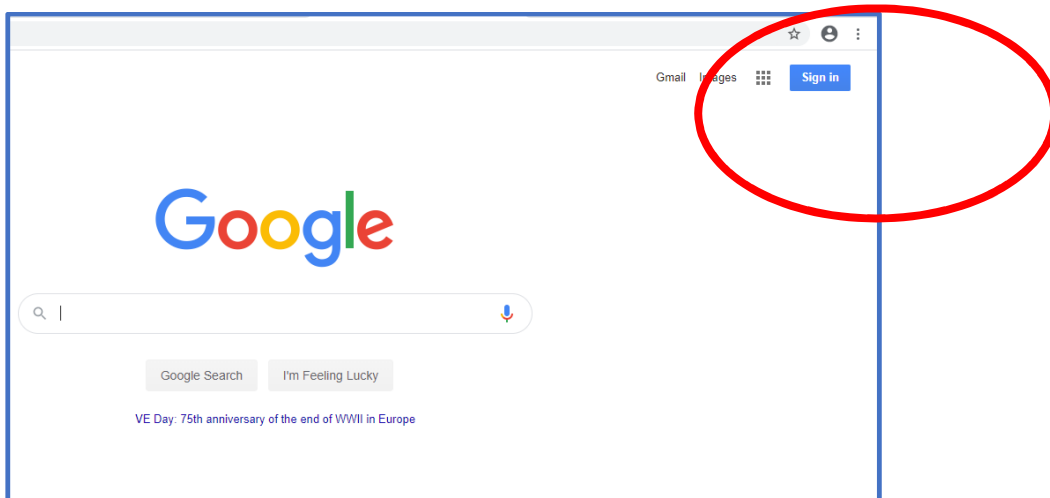 Gmail Images Sign in
Google
Google Search I'm Feeling Lucky
VE Day: 75th anniversary of the end of WWII in Europe